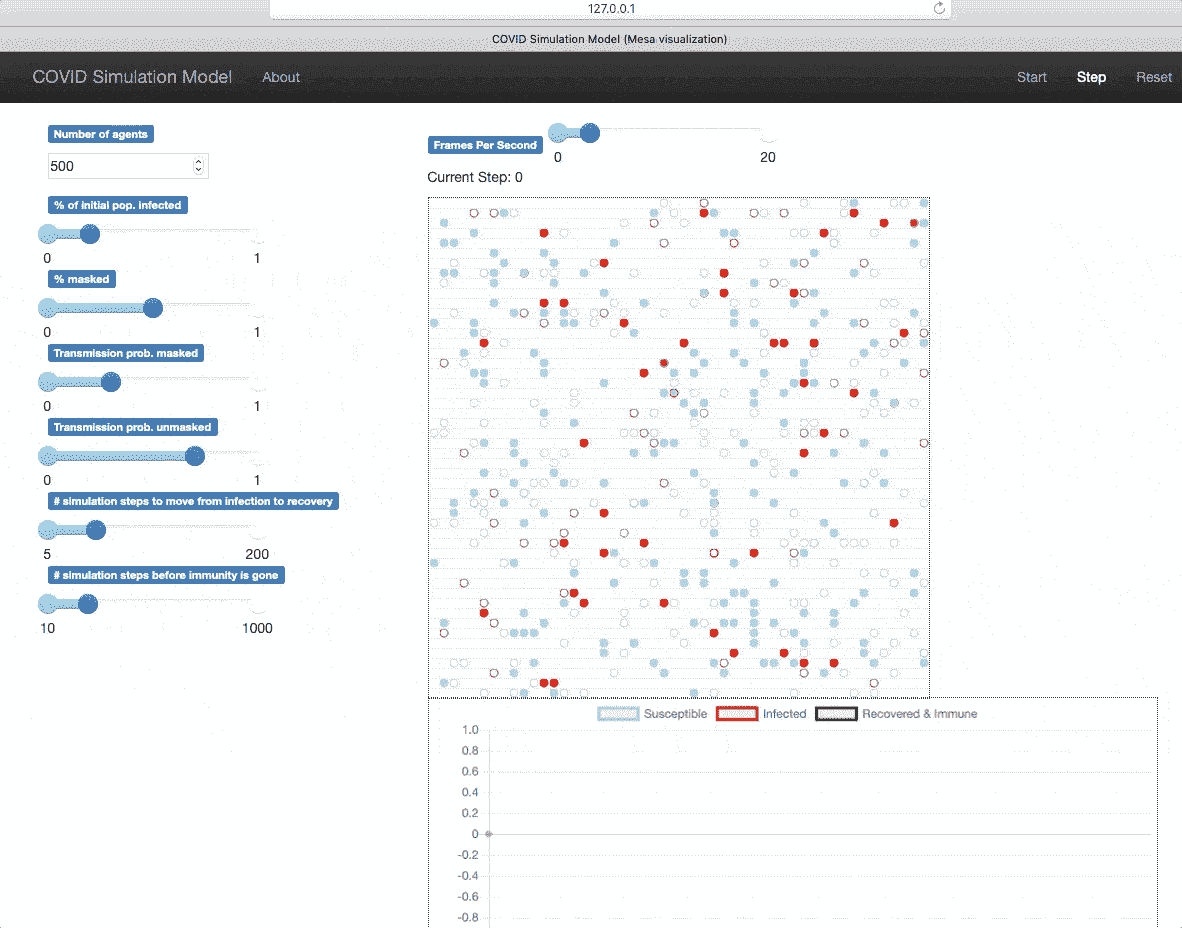 127.0.0.1
COVID Simulation Model (Mesa visualization)
COVID Simulation Model About Start Step Reset
Number of agents
500
% of initial pop. infected
0 1
% masked
0 1
Transmission prob. masked
0 1
Transmission prob. unmasked
0 1
# simulation steps to move from infection to recovery
5 200
# simulation steps before immunity is gone
10 1000
Frames Per Second
0 20
Current Step: 0
Susceptible Infected Recovered & Immune
1.0
0.8
0.6
0.4
0.2
0
-0.2
-0.4
-0.6
-0.8